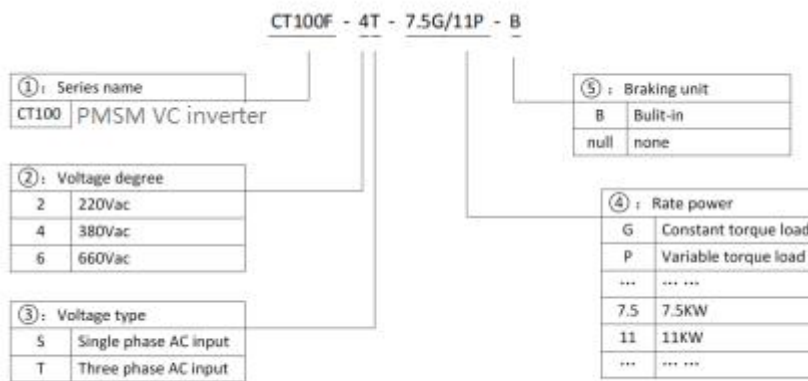 CT100F - 4T - 7.5G/11P - B
①: Series name
CT100 PMSM VC inverter
②: Voltage degree
2 220Vac
4 380Vac
6 660Vac
③: Voltage type
S Single phase AC input
T Three phase AC input
⑤ : Braking unit
B Bulit-in
null none
④ : Rate power
G Constant torque load
P Variable torque load
... ... ...
7.5 7.5KW
11 11KW
... ... ...